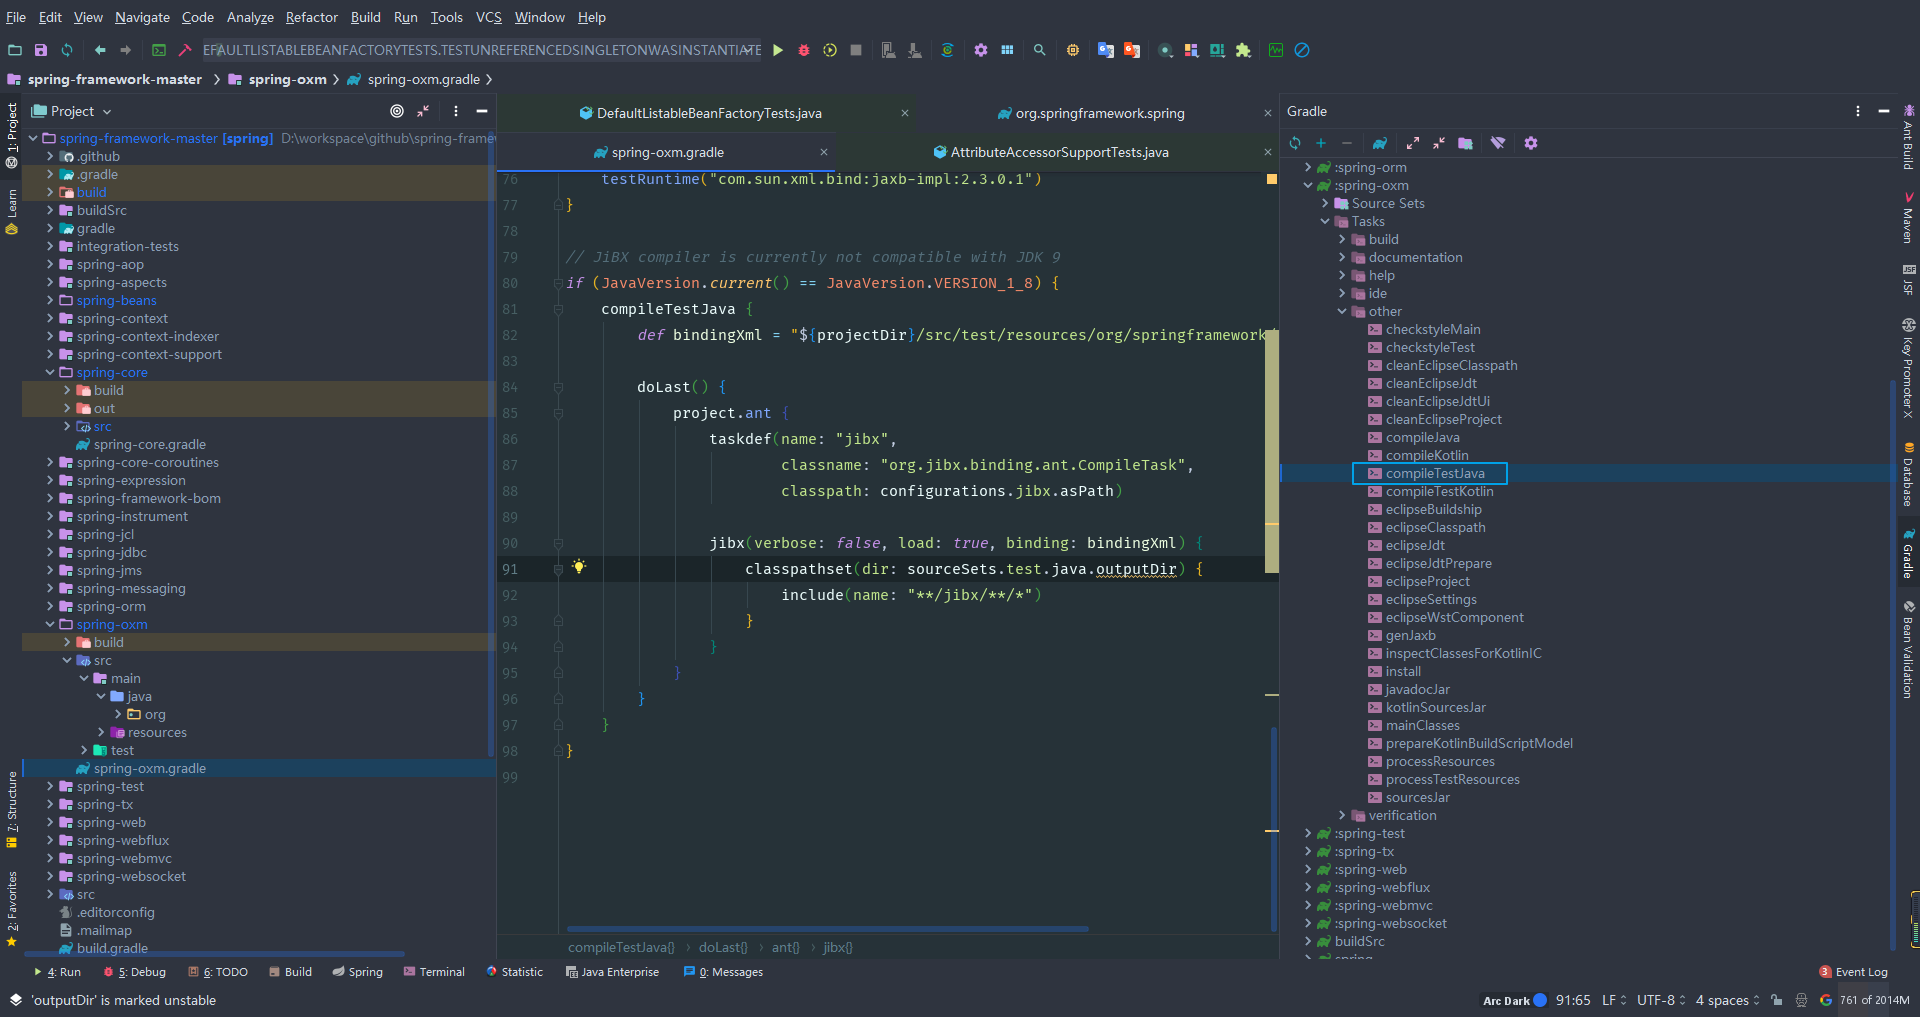 File Edit View Navigate Code Analyze Refactor Build Run Tools VCS Window Help
EFAULTLISTABLEBEANFACTORYTESTS.TESTUNREFERENCEDSINGLETONWASINSTANTIATE
spring-framework-master spring-oxm spring-oxm.gradle
1: Project
Learn
7: Structure
2: Favorites
Project
spring-framework-master [spring] D:\workspace\github\spring-frame
.github
.gradle
build
buildSrc
gradle
integration-tests
spring-aop
spring-aspects
spring-beans
spring-context
spring-context-indexer
spring-context-support
spring-core
build
out
src
spring-core.gradle
spring-core-coroutines
spring-expression
spring-framework-bom
spring-instrument
spring-jcl
spring-jdbc
spring-jms
spring-messaging
spring-orm
spring-oxm
build
src
main
java
org
resources
test
spring-oxm.gradle
spring-test
spring-tx
spring-web
spring-webflux
spring-webmvc
spring-websocket
src
.editorconfig
.mailmap
build.gradle
DefaultListableBeanFactoryTests.java org.springframework.spring
spring-oxm.gradle AttributeAccessorSupportTests.java
76 testRuntime("com.sun.xml.bind:jaxb-impl:2.3.0.1")
77 }
78
79 // JiBX compiler is currently not compatible with JDK 9
80 if (JavaVersion.current() == JavaVersion.VERSION_1_8) {
81 compileTestJava {
82 def bindingXml = "${projectDir}/src/test/resources/org/springframework
83
84 doLast() {
85 project.ant {
86 taskdef(name: "jibx",
87 classname: "org.jibx.binding.ant.CompileTask",
88 classpath: configurations.jibx.asPath)
89
90 jibx(verbose: false, load: true, binding: bindingXml) {
91 classpathset(dir: sourceSets.test.java.outputDir) {
92 include(name: "**/jibx/**/*")
93 }
94 }
95 }
96 }
97 }
98 }
99
compileTestJava{} › doLast{} › ant{} › jibx{}
Gradle
:spring-orm
:spring-oxm
Source Sets
Tasks
build
documentation
help
ide
other
checkstyleMain
checkstyleTest
cleanEclipseClasspath
cleanEclipseJdt
cleanEclipseJdtUi
cleanEclipseProject
compileJava
compileKotlin
compileTestJava
compileTestKotlin
eclipseBuildship
eclipseClasspath
eclipseJdt
eclipseJdtPrepare
eclipseProject
eclipseSettings
eclipseWstComponent
genJaxb
inspectClassesForKotlinIC
install
javadocJar
kotlinSourcesJar
mainClasses
prepareKotlinBuildScriptModel
processResources
processTestResources
sourcesJar
verification
:spring-test
:spring-tx
:spring-web
:spring-webflux
:spring-webmvc
:spring-websocket
buildSrc
spring
Ant Build
Maven
JSF
Key Promoter X
Database
Gradle
Bean Validation
4: Run 5: Debug 6: TODO Build Spring Terminal Statistic Java Enterprise 0: Messages 3 Event Log
'outputDir' is marked unstable Arc Dark 91:65 LF UTF-8 4 spaces 761 of 2014M